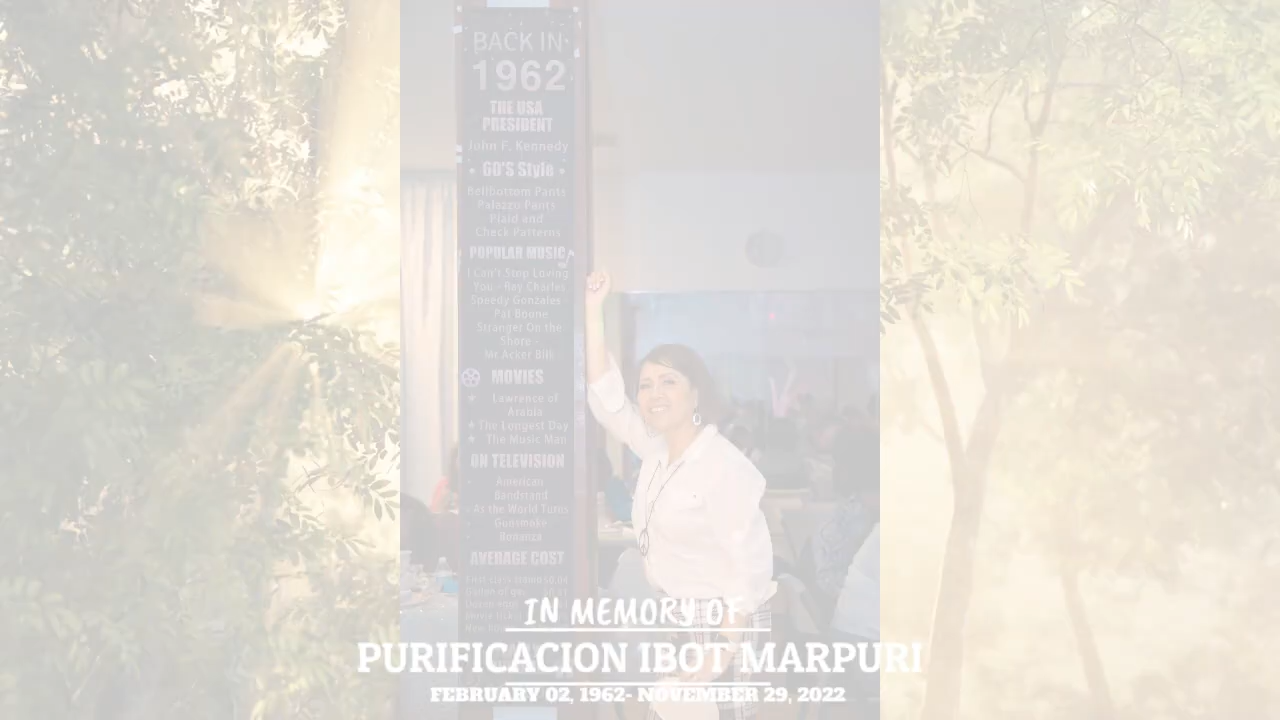 BACK IN
1962
THE USA
PRESIDENT
John F. Kennedy
60'S Style
Bellbottom Pants
Palazzo Pants
Plaid and
Check Patterns
POPULAR MUSIC
I Can't Stop Loving
You - Ray Charles
Speedy Gonzales -
Pat Boone
Stranger On the
Shore -
Mr Acker Bilk
MOVIES
Lawrence of
Arabia
The Longest Day
The Music Man
ON TELEVISION
American
Bandstand
As the World Turns
Gunsmoke
Bonanza
AVERAGE COST
IN MEMORY OF
PURIFICACION IBOT MARPURI
FEBRUARY 02, 1962- NOVEMBER 29, 2022